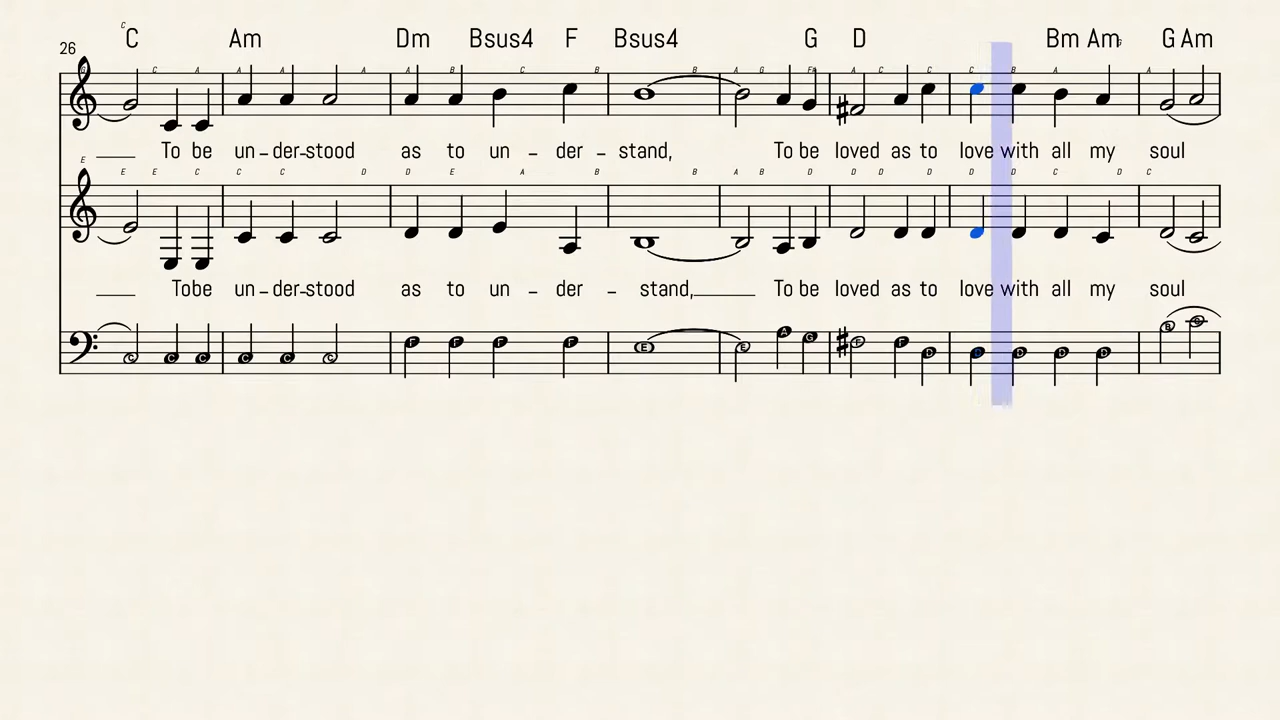 C Am Dm Bsus4 F Bsus4 G D Bm Am G Am
26
To be un - der - stood as to un - der - stand, To be loved as to love with all my soul
E E C C C D D E A B B A B D D D D D D C D C
Tobe un - der - stood as to un - der - stand, To be loved as to love with all my soul